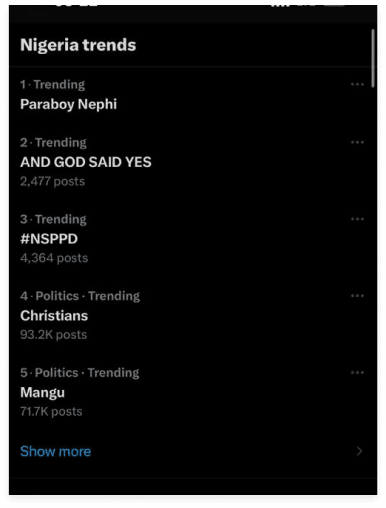 Nigeria trends
1 · Trending
Paraboy Nephi
2 · Trending
AND GOD SAID YES
2,477 posts
3 · Trending
#NSPPD
4,364 posts
4 · Politics · Trending
Christians
93.2K posts
5 · Politics · Trending
Mangu
71.7K posts
Show more